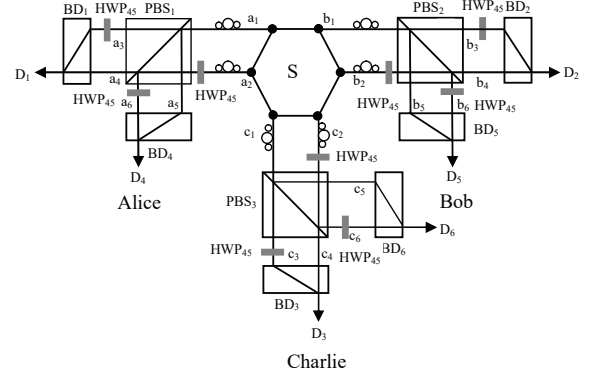 BD1 HWP45 PBS1 PBS2 HWP45 BD2
a1 b1
a3 b3
D1 a4 a2 S b2 b4 D2
HWP45 a6 a5 HWP45 HWP45 b5 b6 HWP45
BD4 c1 c2 BD5
D4 HWP45 D5
Alice Bob
PBS3 c5
c6 D6
HWP45 c3 c4 HWP45 BD6
BD3
D3
Charlie